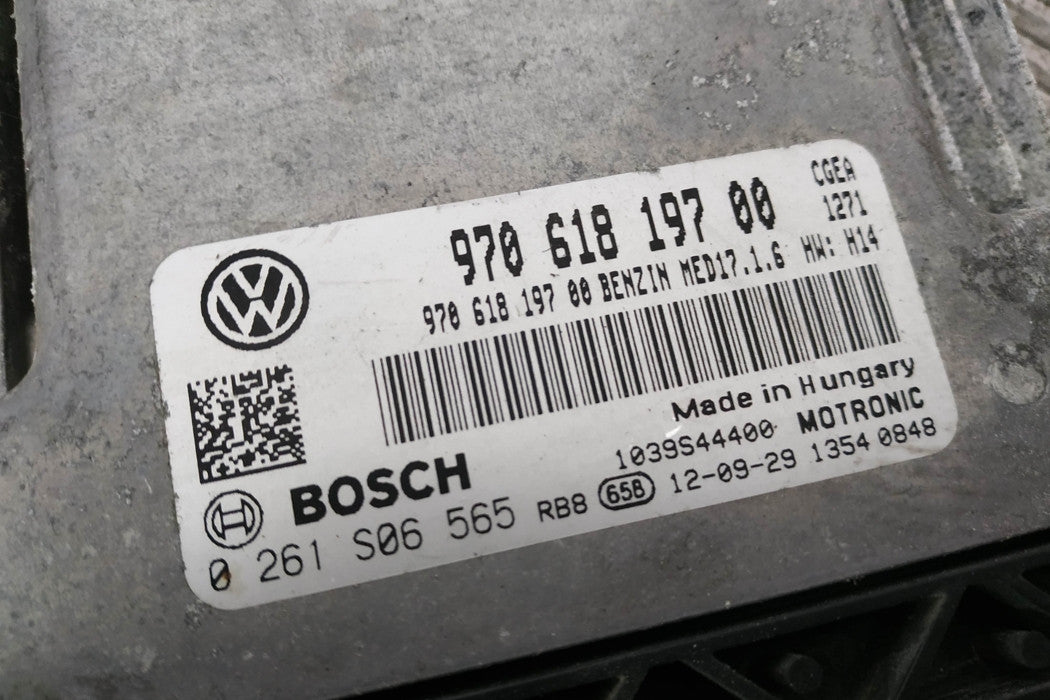 CGEA
970 618 197 00 1271
970 618 197 00 BENZIN MED17.1.6 HW: H14
Made in Hungary
BOSCH 1039S44400 MOTRONIC
0 261 S06 565 RB8 658 12-09-29 1354 0848